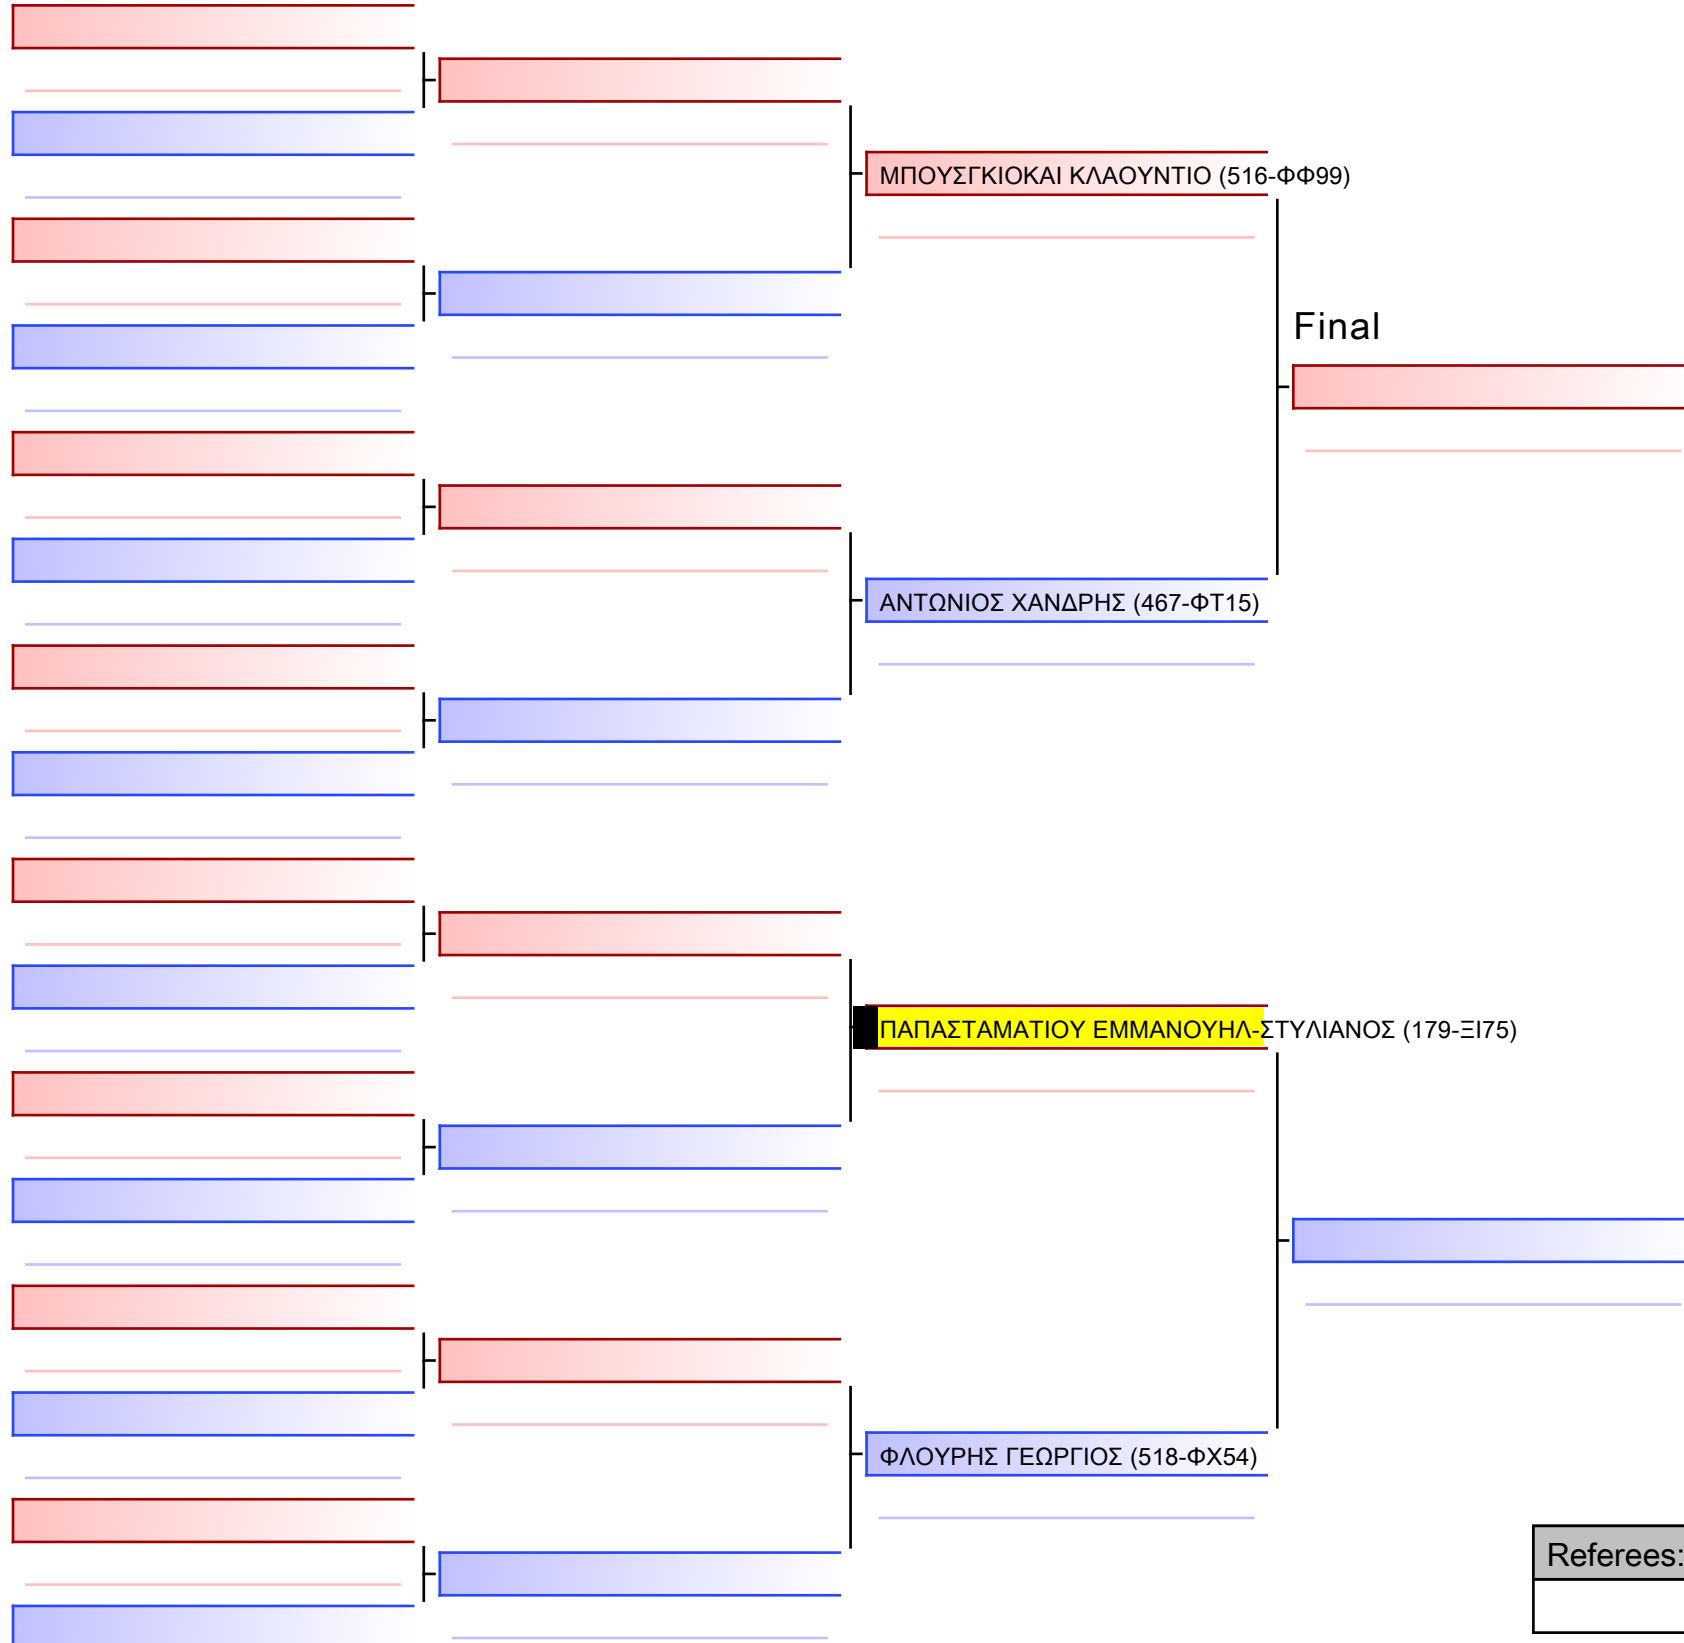 ΜΠΟΥΣΓΚΙΟΚΑΙ ΚΛΑΟΥΝΤΙΟ (516-ΦΦ99)
Final
ΑΝΤΩΝΙΟΣ ΧΑΝΔΡΗΣ (467-ΦΤ15)
ΠΑΠΑΣΤΑΜΑΤΙΟΥ ΕΜΜΑΝΟΥΗΛ-ΣΤΥΛΙΑΝΟΣ (179-ΞΙ75)
ΦΛΟΥΡΗΣ ΓΕΩΡΓΙΟΣ (518-ΦΧ54)
Referees: